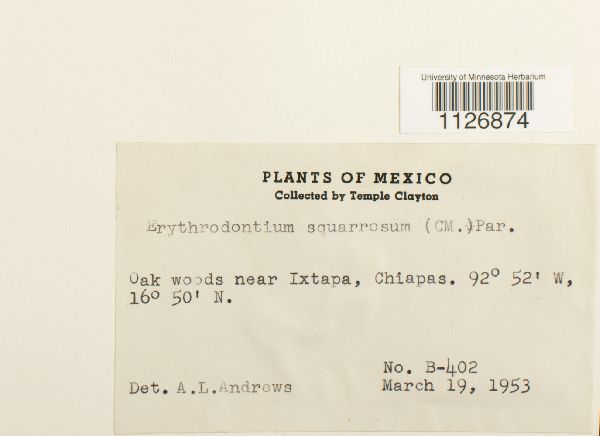 University of Minnesota Herbarium
1126874
PLANTS OF MEXICO
Collected by Temple Clayton
Erythrodontium squarrosum (CM.)Par.
Oak woods near Ixtapa, Chiapas. 92° 52' W,
16° 50' N.
No. B-402
Det. A.L.Andrews
March 19, 1953